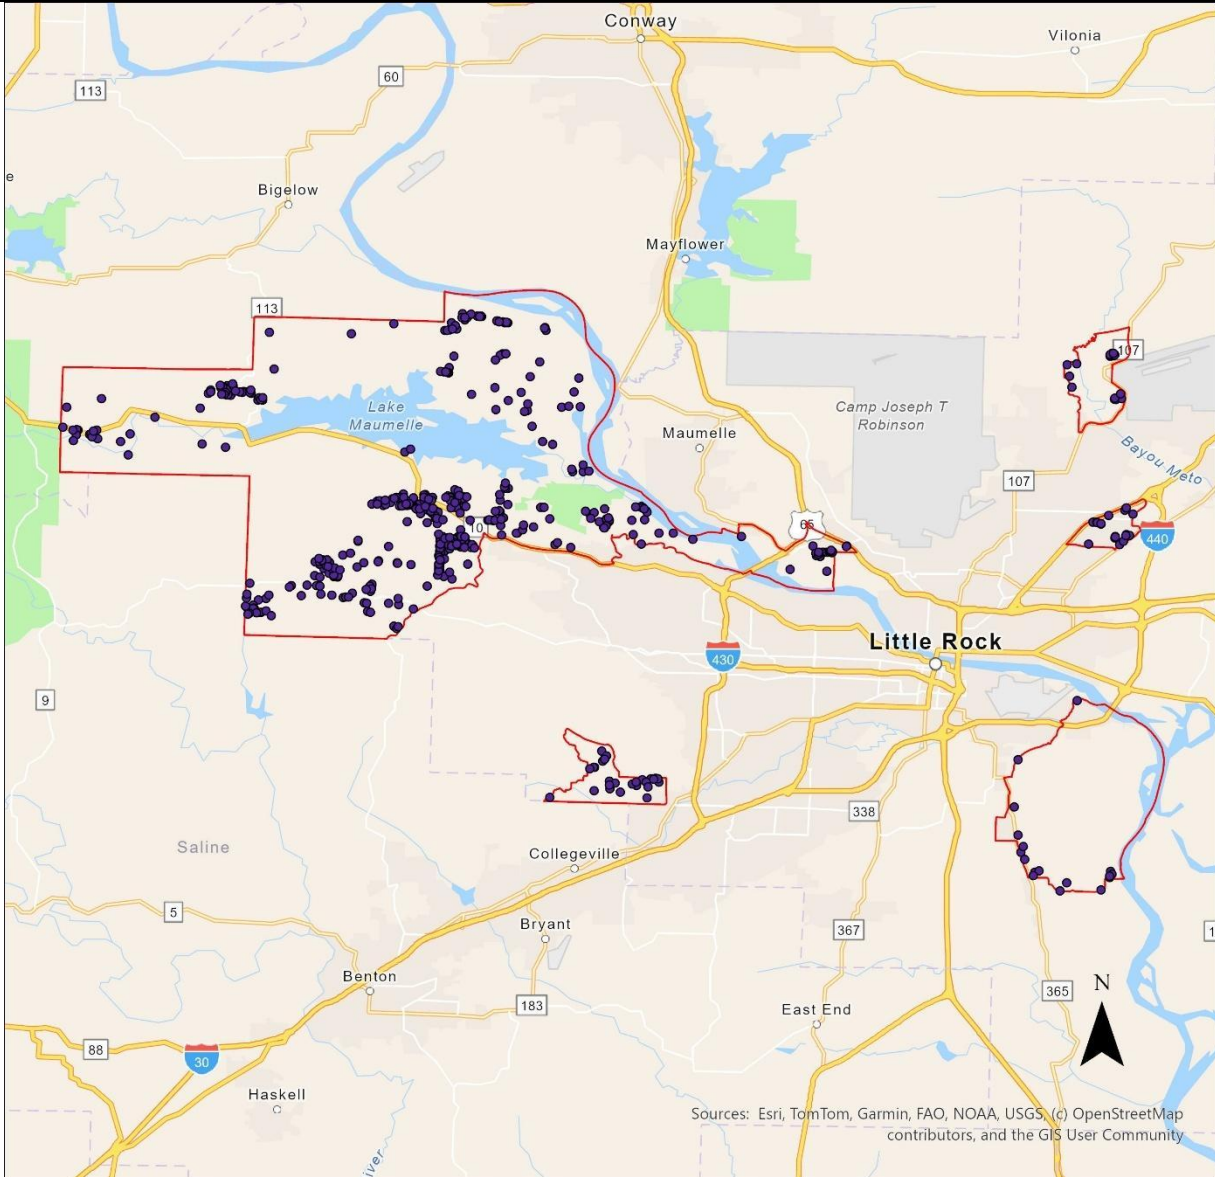 Conway
Vilonia
60
113
e
Bigelow
Mayflower
113
107
Lake
Maumelle
Camp Joseph T
Robinson
Maumelle
Bayou Meto
107
10
65
440
Little Rock
430
9
338
Saline
Collegeville
5
Bryant
367
1
Benton
183
365
N
East End
88
30
Haskell
Sources: Esri, TomTom, Garmin, FAO, NOAA, USGS, (c) OpenStreetMap
contributors, and the GIS User Community
iver